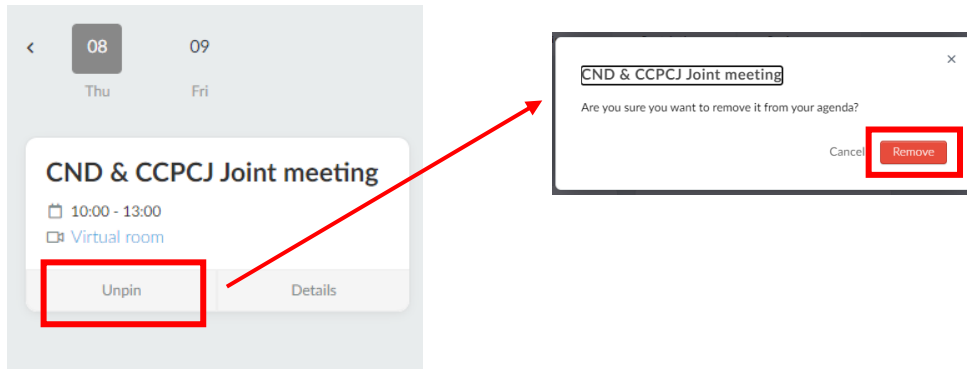 08 09
Thu Fri
CND & CCPCJ Joint meeting
10:00 - 13:00
Virtual room
Unpin Details
CND & CCPCJ Joint meeting
Are you sure you want to remove it from your agenda?
Cancel Remove